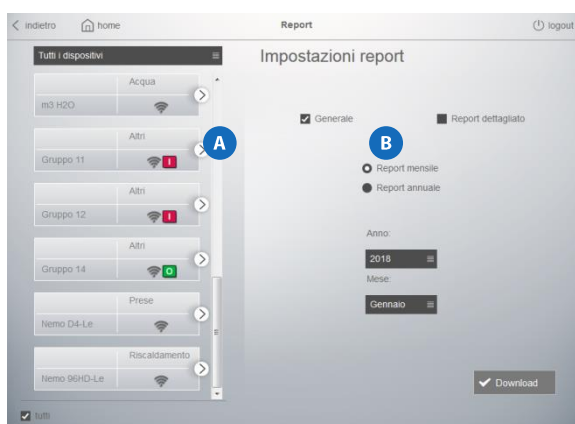 indietro home Report logout
Tutti i dispositivi
Acqua
m3 H2O
Altri
Gruppo 11 I
Altri
Gruppo 12 I
Altri
Gruppo 14 O
Prese
Nemo D4-Le
Riscaldamento
Nemo 96HD-Le
tutti
A
Impostazioni report
Generale Report dettagliato
B
Report mensile
Report annuale
Anno:
2018
Mese:
Gennaio
Download